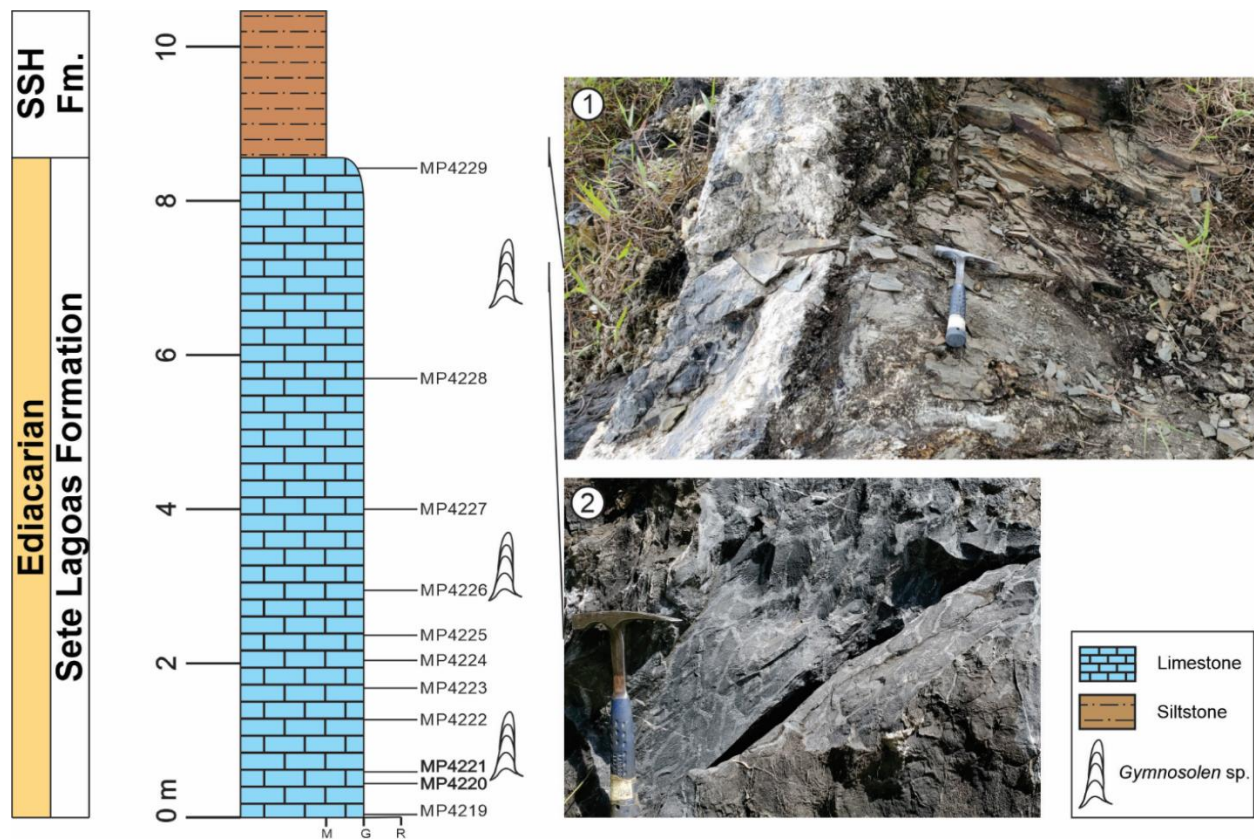 SSH
Fm.
Ediacarian
Sete Lagoas Formation
10
8
6
4
2
0 m
MP4229
MP4228
MP4227
MP4226
MP4225
MP4224
MP4223
MP4222
MP4221
MP4220
MP4219
M G R
1
2
Limestone
Siltstone
Gymnosolen sp.